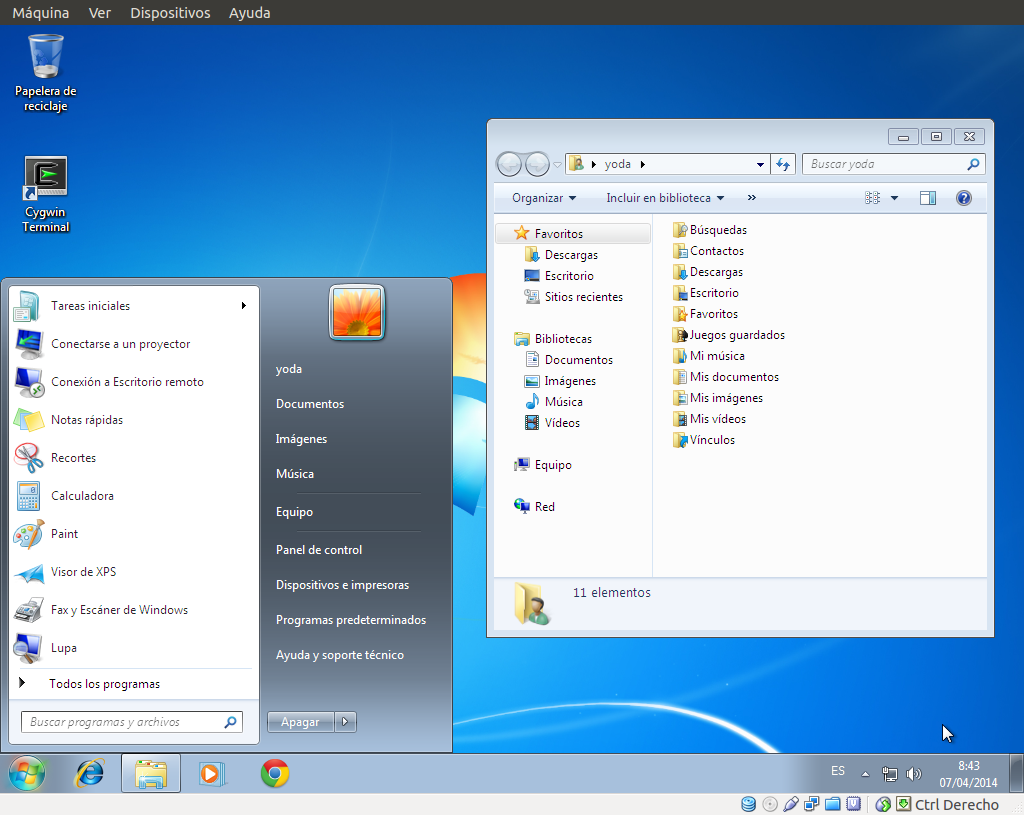 Máquina Ver Dispositivos Ayuda
Papelera de
reciclaje
Cygwin
Terminal
yoda
Buscar yoda
Organizar Incluir en biblioteca »
Favoritos
Descargas
Escritorio
Sitios recientes
Bibliotecas
Documentos
Imágenes
Música
Vídeos
Equipo
Red
Búsquedas
Contactos
Descargas
Escritorio
Favoritos
Juegos guardados
Mi música
Mis documentos
Mis imágenes
Mis vídeos
Vínculos
11 elementos
Tareas iniciales
Conectarse a un proyector
Conexión a Escritorio remoto
Notas rápidas
Recortes
Calculadora
Paint
Visor de XPS
Fax y Escáner de Windows
Lupa
Todos los programas
Buscar programas y archivos
yoda
Documentos
Imágenes
Música
Equipo
Panel de control
Dispositivos e impresoras
Programas predeterminados
Ayuda y soporte técnico
Apagar
ES
8:43
07/04/2014
Ctrl Derecho